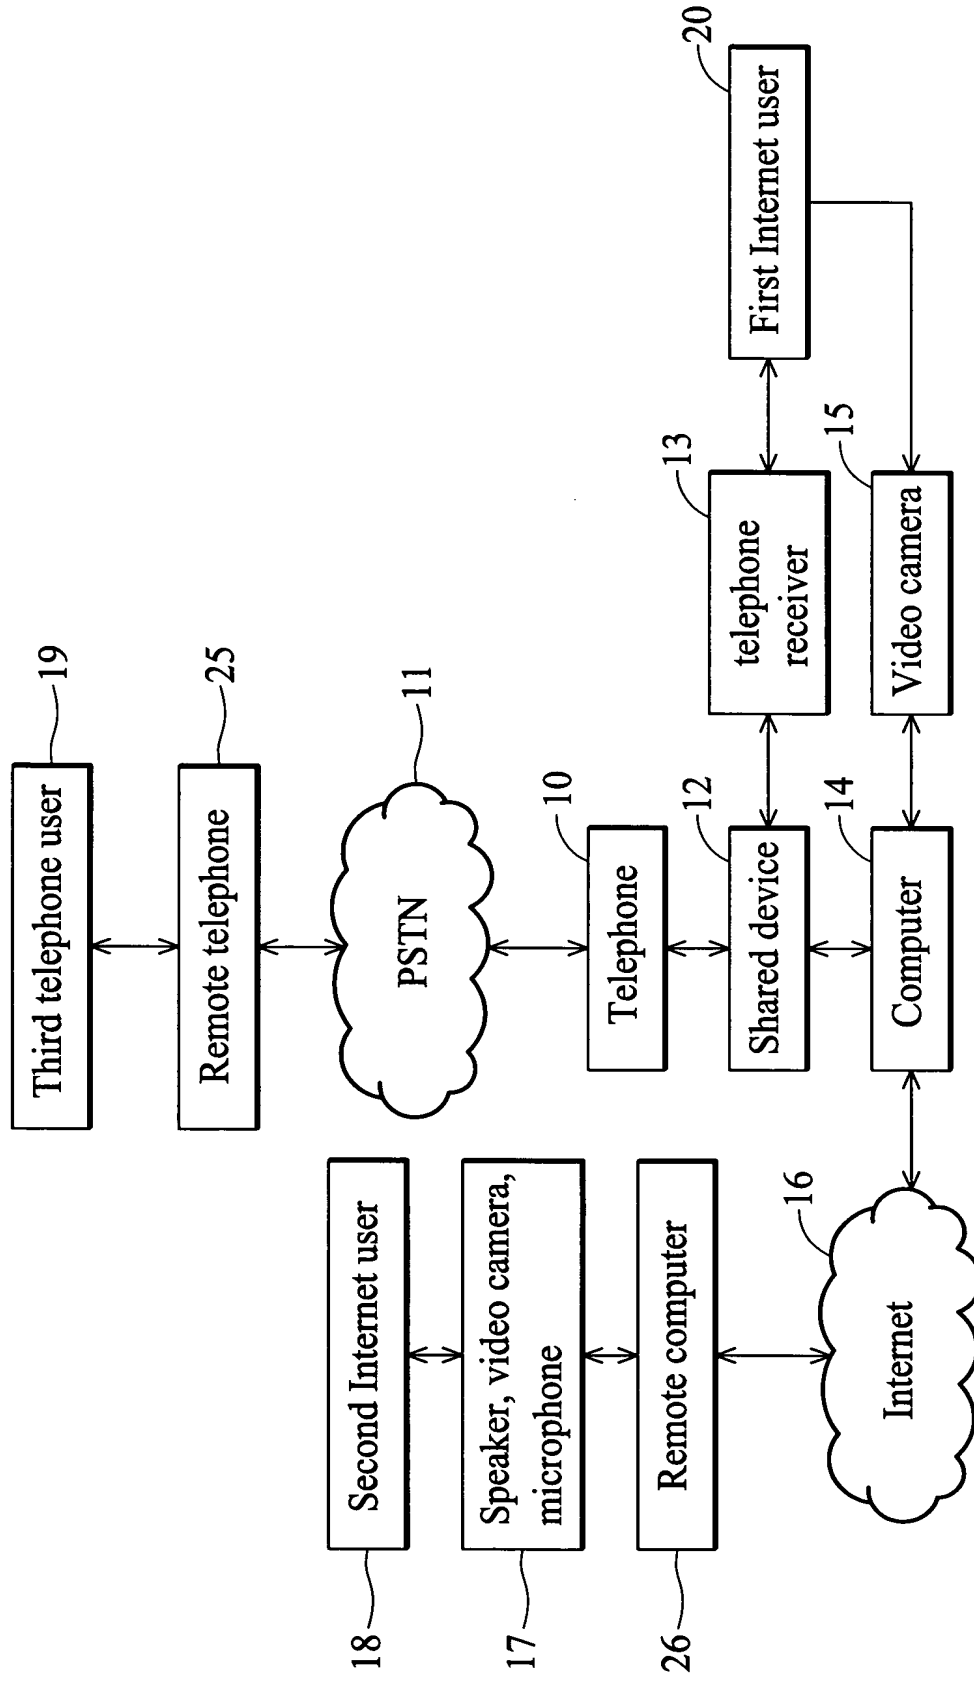 Third telephone user
19
Remote telephone
25
PSTN
11
Second Internet user
18
Speaker, video camera,
microphone
17
Remote computer
26
Internet
16
Telephone
10
Shared device
12
Computer
14
telephone
receiver
13
Video camera
15
First Internet user
20